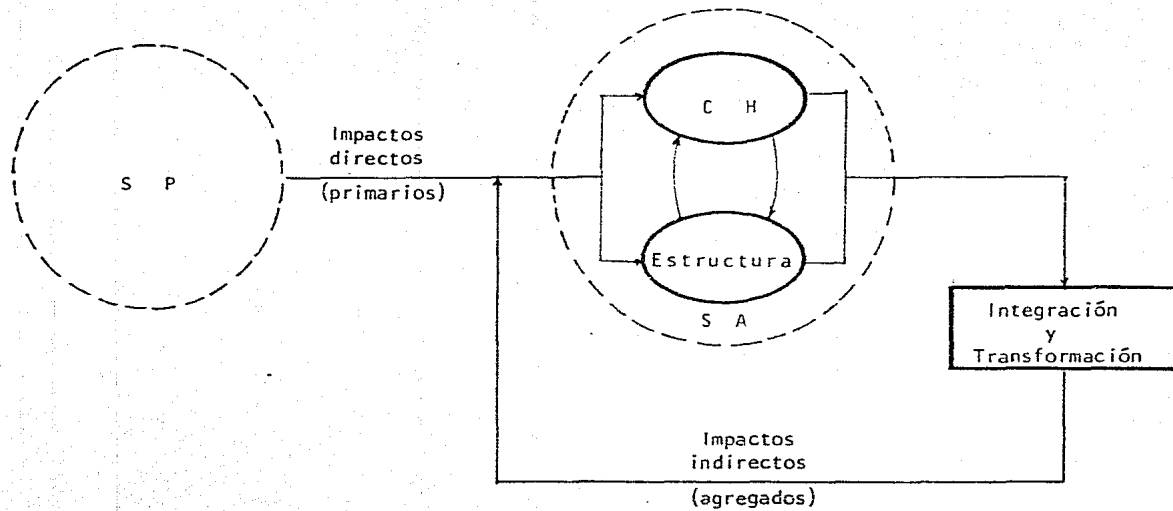 S P
Impactos
directos
(primarios)
C H
Estructura
S A
Integración
y
Transformación
Impactos
indirectos
(agregados)